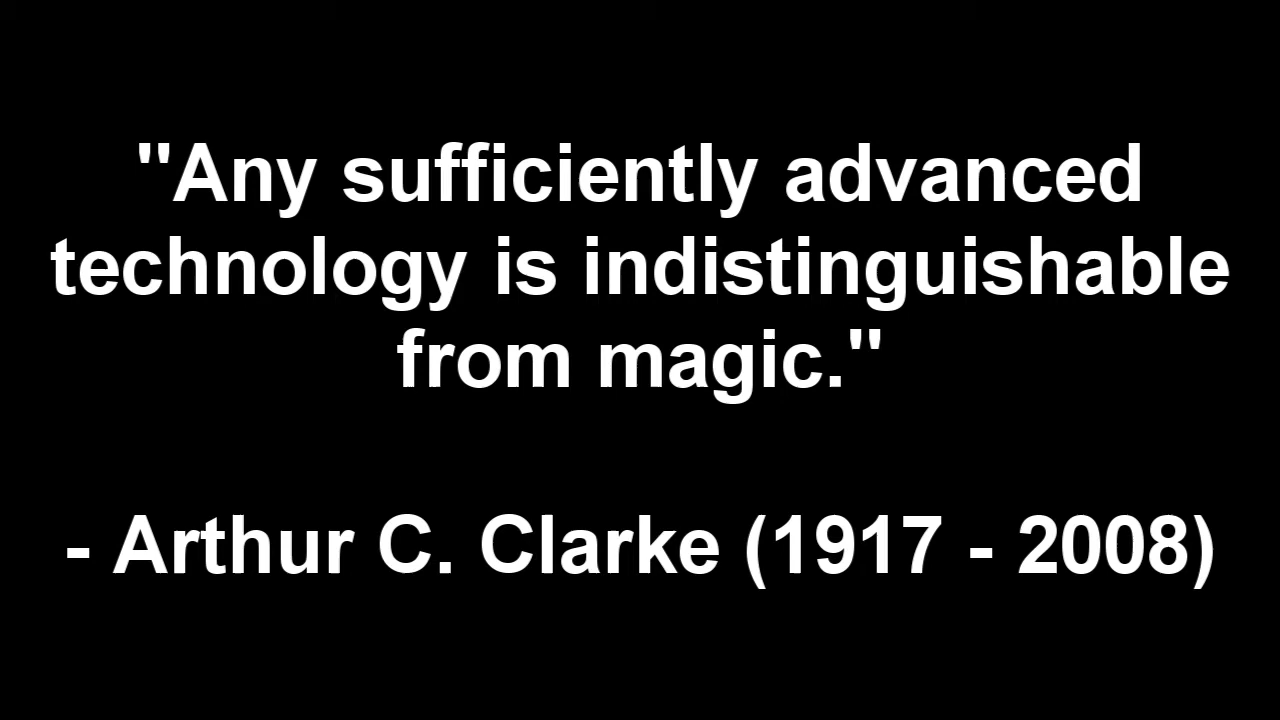 "Any sufficiently advanced
technology is indistinguishable
from magic."
- Arthur C. Clarke (1917 - 2008)